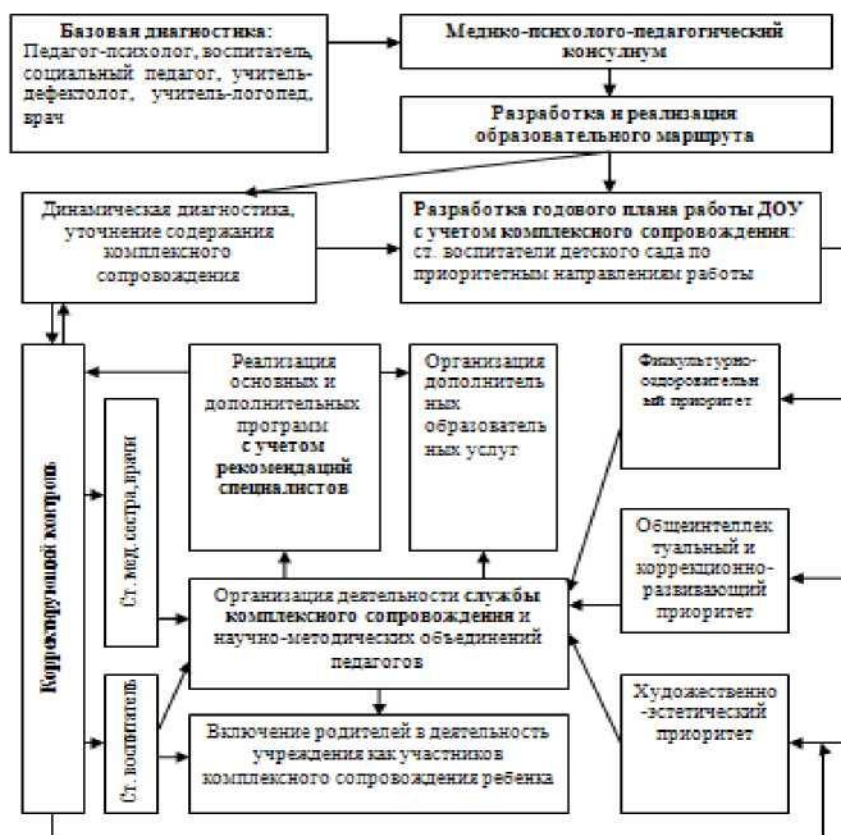 Базовая диагностика:
Педагог-психолог, воспитатель,
социальный педагог, учитель-
дефектолог, учитель-логопед,
врач
Медико-психолого-педагогический
консулиум
Разработка и реализация
образовательного маршрута
Динамическая диагностика,
уточнение содержания
комплексного
сопровождения
Разработка годового плана работы ДОУ
с учетом комплексного сопровождения:
ст. воспитатели детского сада по
приоритетным направлениям работы
Корректирующий контроль
Ст. мед. сестра, врачи
Ст. воспитатель
Реализация
основных и
дополнительных
программ
с учетом
рекомендаций
специалистов
Организация
дополнитель
ных
образователь
ных услуг
Физкультурно-
оздоровительн
ый приоритет
Общеинтеллек
туальный и
коррекционно-
развивающий
приоритет
Организация деятельности службы
комплексного сопровождения и
научно-методических объединений
педагогов
Художественно
-эстетический
приоритет
Включение родителей в деятельность
учреждения как участников
комплексного сопровождения ребенка